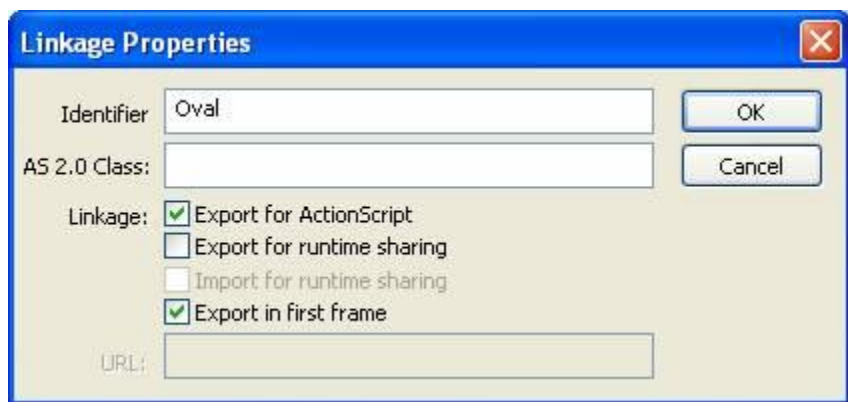 Linkage Properties
Identifier Oval OK
AS 2.0 Class: Cancel
Linkage: Export for ActionScript
Export for runtime sharing
Import for runtime sharing
Export in first frame
URL: